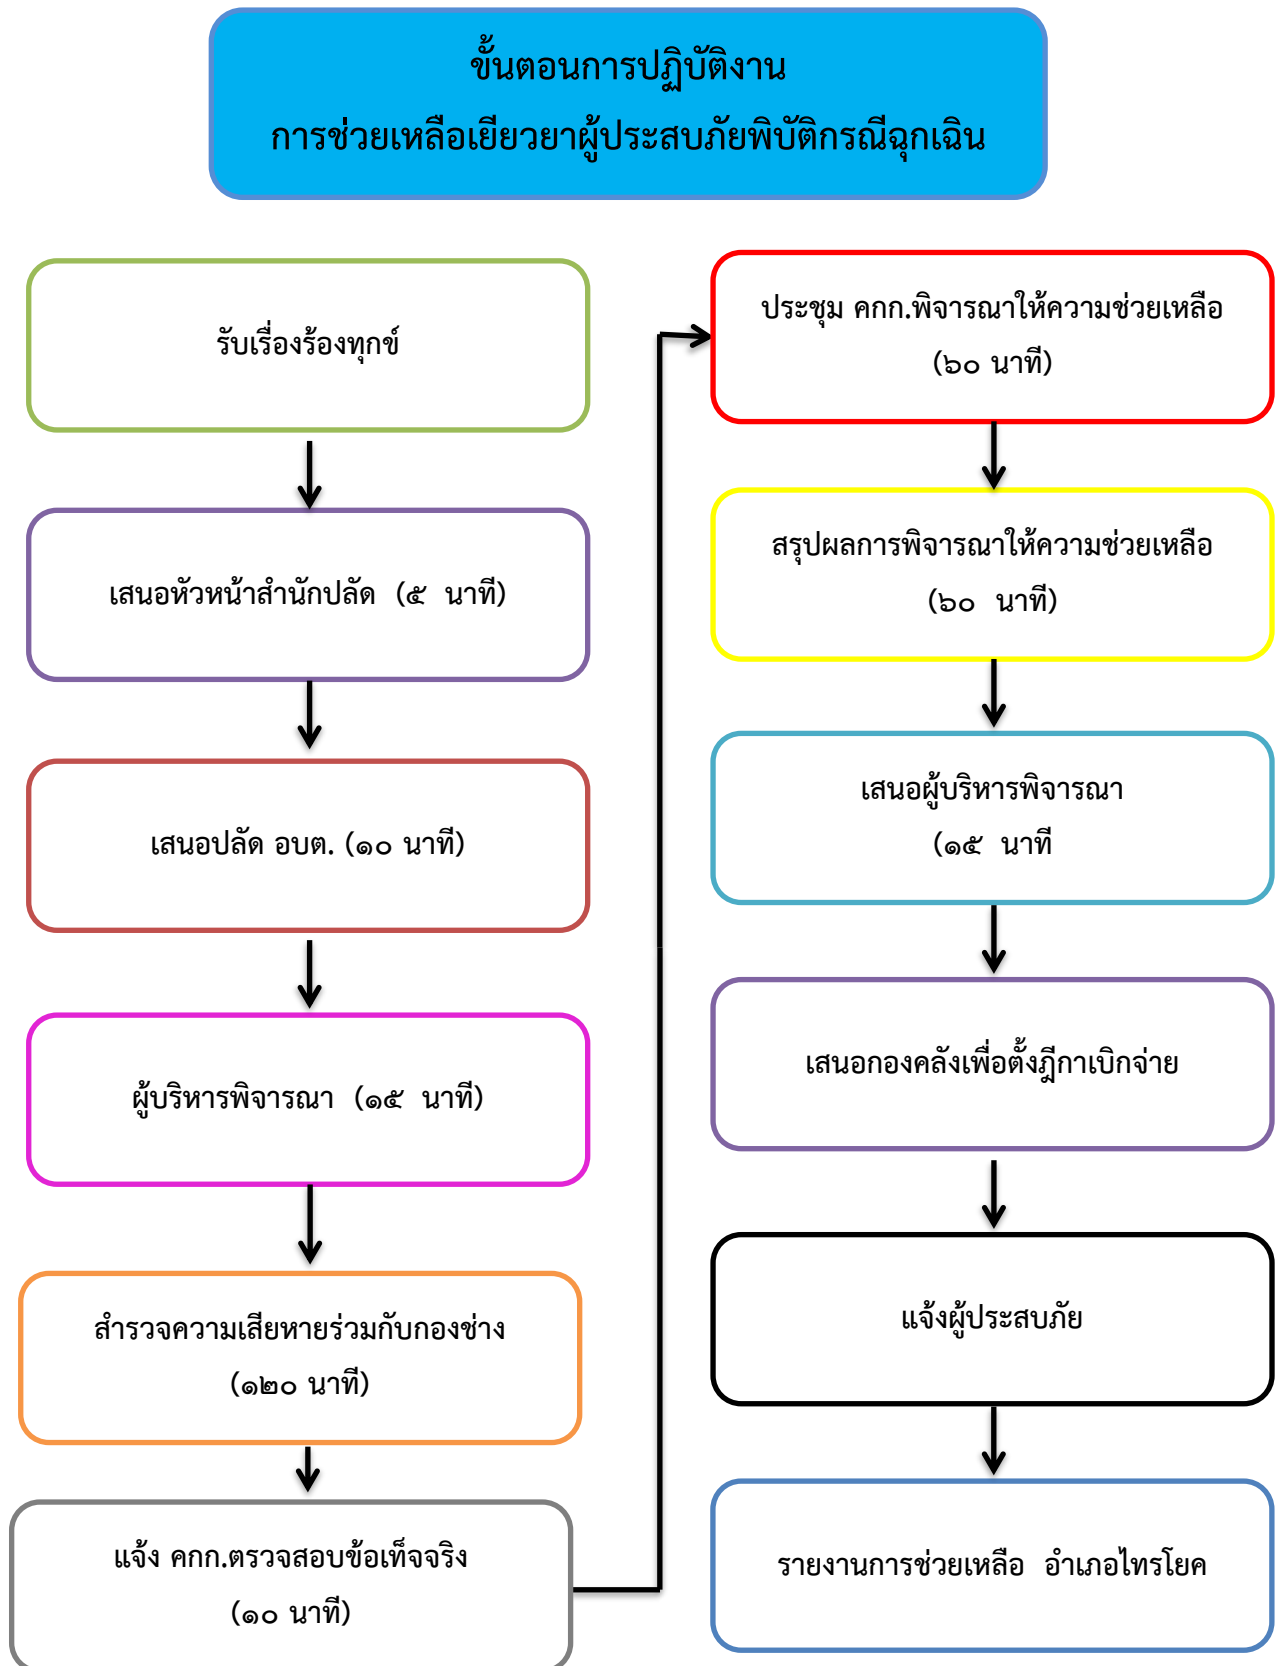 ขั้นตอนการปฏิบัติงาน
การช่วยเหลือเยียวยาผู้ประสบภัยพิบัติกรณีฉุกเฉิน
รับเรื่องร้องทุกข์
เสนอหัวหน้าสำนักปลัด (๕ นาที)
เสนอปลัด อบต. (๑๐ นาที)
ผู้บริหารพิจารณา (๑๕ นาที)
สำรวจความเสียหายร่วมกับกองช่าง
(๑๒๐ นาที)
แจ้ง คกก.ตรวจสอบข้อเท็จจริง
(๑๐ นาที)
ประชุม คกก.พิจารณาให้ความช่วยเหลือ
(๖๐ นาที)
สรุปผลการพิจารณาให้ความช่วยเหลือ
(๖๐ นาที)
เสนอผู้บริหารพิจารณา
(๑๕ นาที
เสนอกองคลังเพื่อตั้งฎีกาเบิกจ่าย
แจ้งผู้ประสบภัย
รายงานการช่วยเหลือ อำเภอไทรโยค